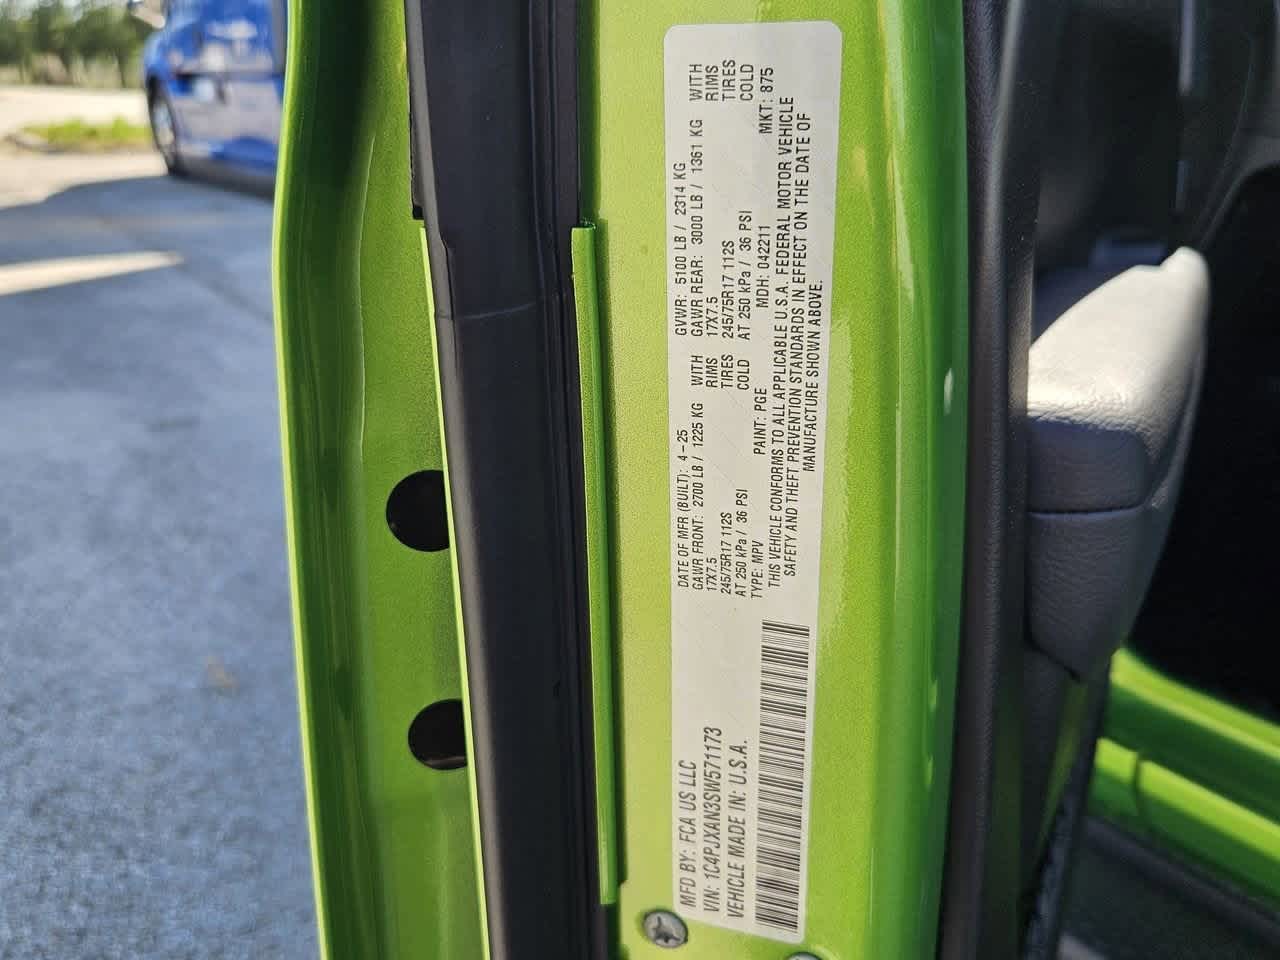 MFD BY: FCA US LLC
VIN: 1C4PJXAN3SW571173
VEHICLE MADE IN: U.S.A.
DATE OF MFR (BUILT): 4-25 GVWR: 5100 LB / 2314 KG
GAWR FRONT: 2700 LB / 1225 KG WITH GAWR REAR: 3000 LB / 1361 KG WITH
17X7.5 RIMS 17X7.5 RIMS
245/75R17 112S TIRES 245/75R17 112S TIRES
AT 250 kPa / 36 PSI COLD AT 250 kPa / 36 PSI COLD
TYPE: MPV PAINT: PGE MDH: 042211 MKT: 875
THIS VEHICLE CONFORMS TO ALL APPLICABLE U.S.A. FEDERAL MOTOR VEHICLE
SAFETY AND THEFT PREVENTION STANDARDS IN EFFECT ON THE DATE OF
MANUFACTURE SHOWN ABOVE.